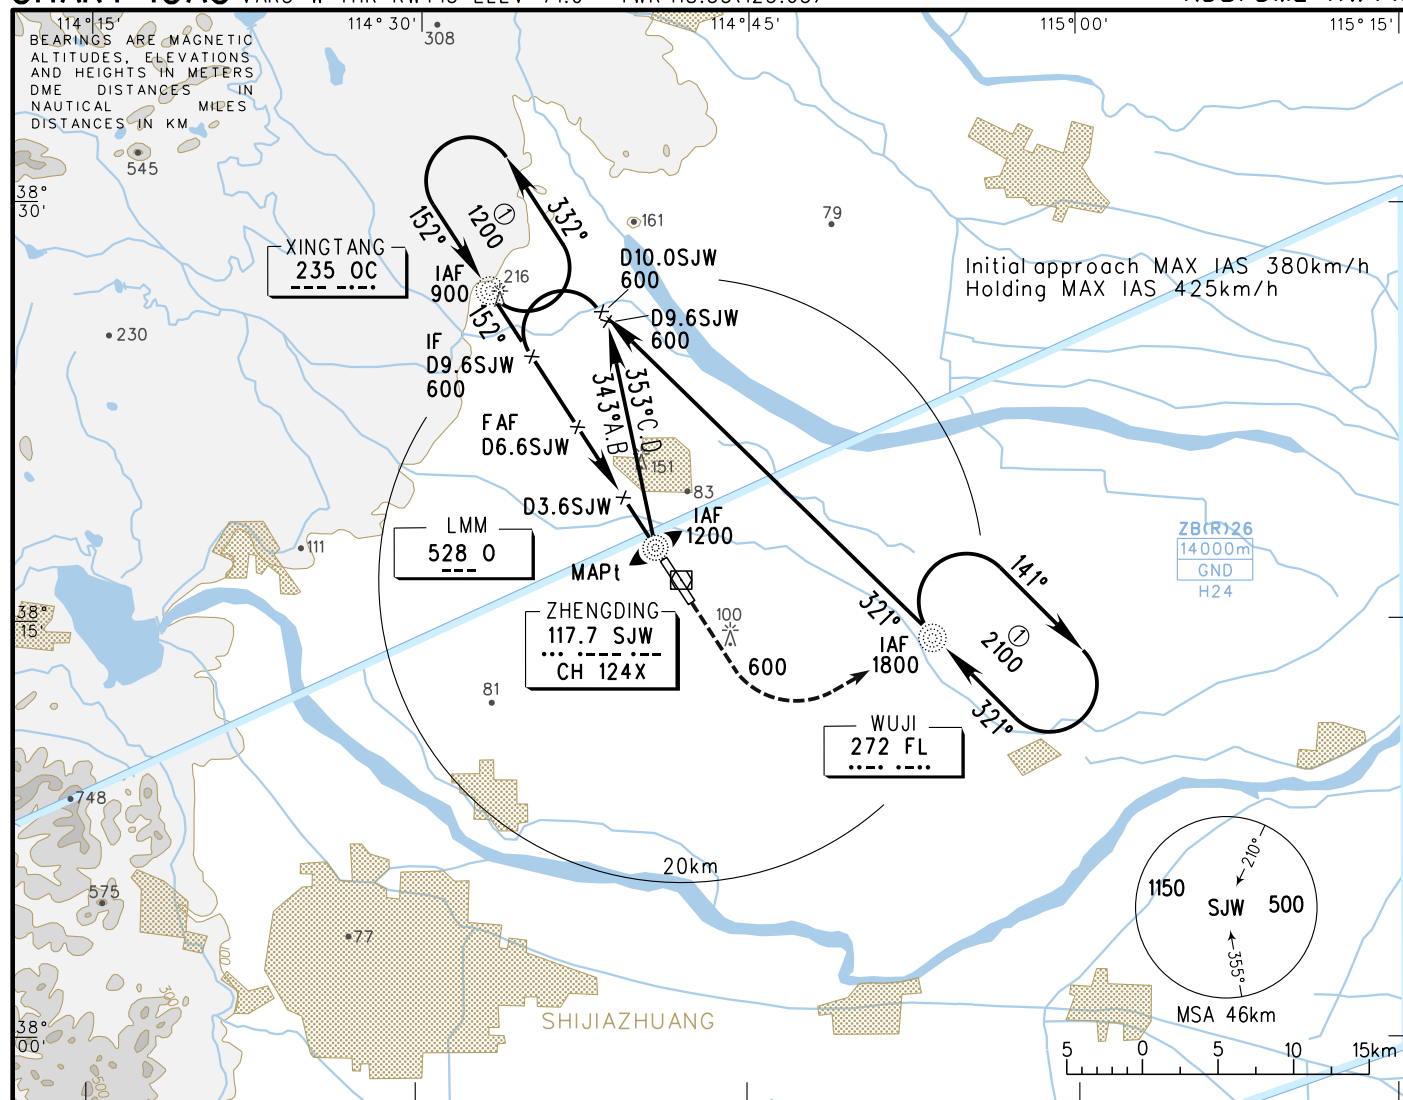 114° 15'
114° 30'
114° 45'
115° 00'
115° 15'
BEARINGS ARE MAGNETIC
ALTITUDES, ELEVATIONS
AND HEIGHTS IN METERS
DME DISTANCES IN
NAUTICAL MILES
DISTANCES IN KM
308
545
38°
30'
152°
1200
1
332°
161
79
XINGTANG
235 OC
IAF
900
216
D10.0SJW
600
Initial approach MAX IAS 380km/h
Holding MAX IAS 425km/h
D9.6SJW
600
230
152°
IF
D9.6SJW
600
343°A.B
353°C.D
FAF
D6.6SJW
151
83
D3.6SJW
IAF
1200
LMM
528 O
111
MAPt
ZB(R)26
14000m
GND
H24
38°
15'
ZHENGDING
117.7 SJW
CH 124X
100
600
321°
IAF
1800
141°
1
2100
321°
81
WUJI
272 FL
748
20km
575
77
210°
1150
SJW
500
355°
MSA 46km
SHIJIAZHUANG
38°
00'
5 0 5 10 15km